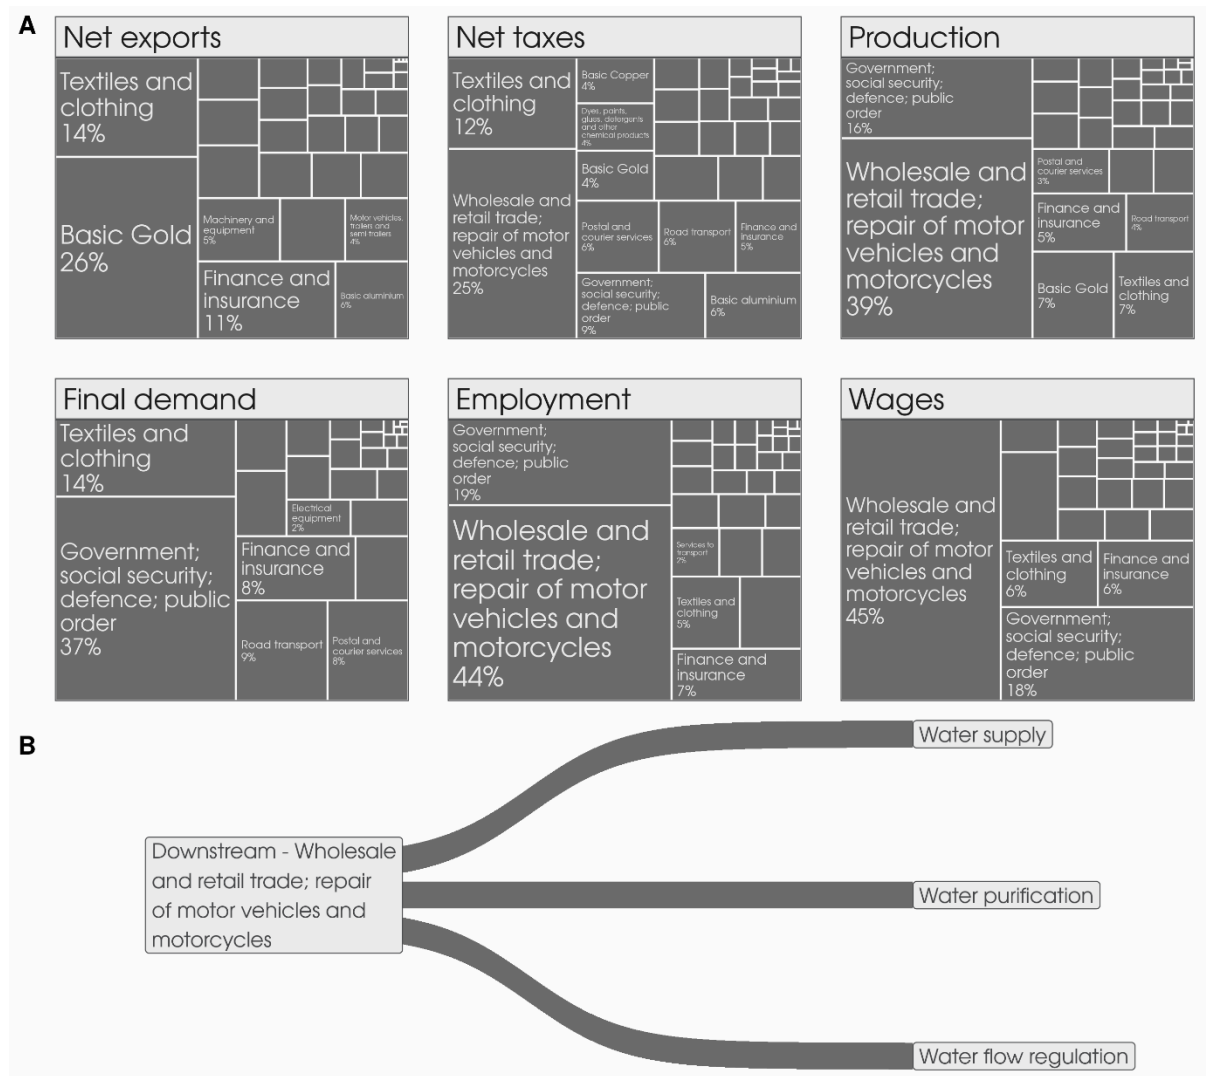 A
Net exports
Textiles and
clothing
14%
Basic Gold
26%
Machinery and
equipment
5%
Motor vehicles,
trailers and
semi trailers
4%
Finance and
insurance
11%
Basic aluminium
6%
Net taxes
Textiles and
clothing
12%
Wholesale and
retail trade;
repair of motor
vehicles and
motorcycles
25%
Basic Copper
4%
Dyes, paints,
glues, detergents
and other
chemical products
4%
Basic Gold
4%
Postal and
courier services
6%
Road transport
6%
Finance and
insurance
5%
Government;
social security;
defence; public
order
9%
Basic aluminium
6%
Production
Government;
social security;
defence; public
order
16%
Wholesale and
retail trade;
repair of motor
vehicles and
motorcycles
39%
Postal and
courier services
3%
Finance and
insurance
5%
Road transport
4%
Basic Gold
7%
Textiles and
clothing
7%
Final demand
Textiles and
clothing
14%
Government;
social security;
defence; public
order
37%
Electrical
equipment
2%
Finance and
insurance
8%
Road transport
9%
Postal and
courier services
8%
Employment
Government;
social security;
defence; public
order
19%
Wholesale and
retail trade;
repair of motor
vehicles and
motorcycles
44%
Services to
transport
2%
Textiles and
clothing
5%
Finance and
insurance
7%
Wages
Wholesale and
retail trade;
repair of motor
vehicles and
motorcycles
45%
Textiles and
clothing
6%
Finance and
insurance
6%
Government;
social security;
defence; public
order
18%
B
Downstream - Wholesale
and retail trade; repair
of motor vehicles and
motorcycles
Water supply
Water purification
Water flow regulation